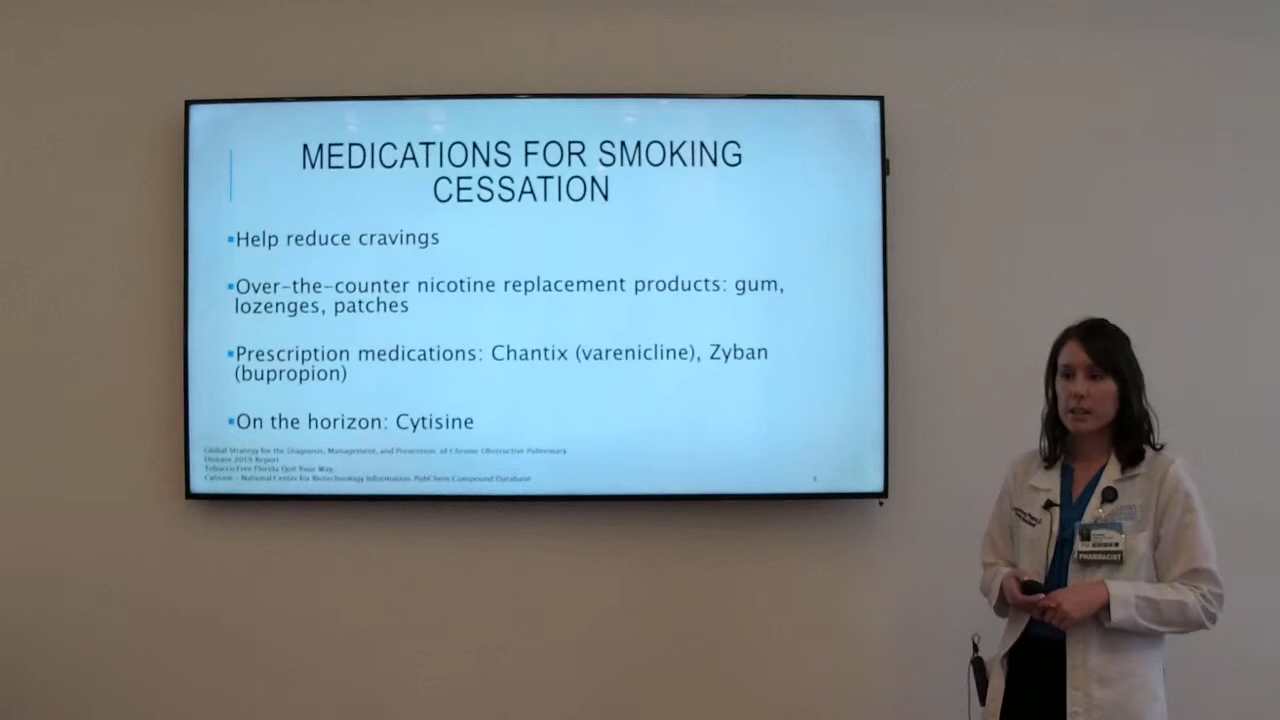 MEDICATIONS FOR SMOKING
CESSATION
▪Help reduce cravings
▪Over-the-counter nicotine replacement products: gum,
lozenges, patches
▪Prescription medications: Chantix (varenicline), Zyban
(bupropion)
▪On the horizon: Cytisine
Global Strategy for the Diagnosis, Management, and Prevention of Chronic Obstructive Pulmonary
Disease 2019 Report
Tobacco Free Florida Quit Your Way.
Cytisine - National Center for Biotechnology Information. PubChem Compound Database
PHARMACIST